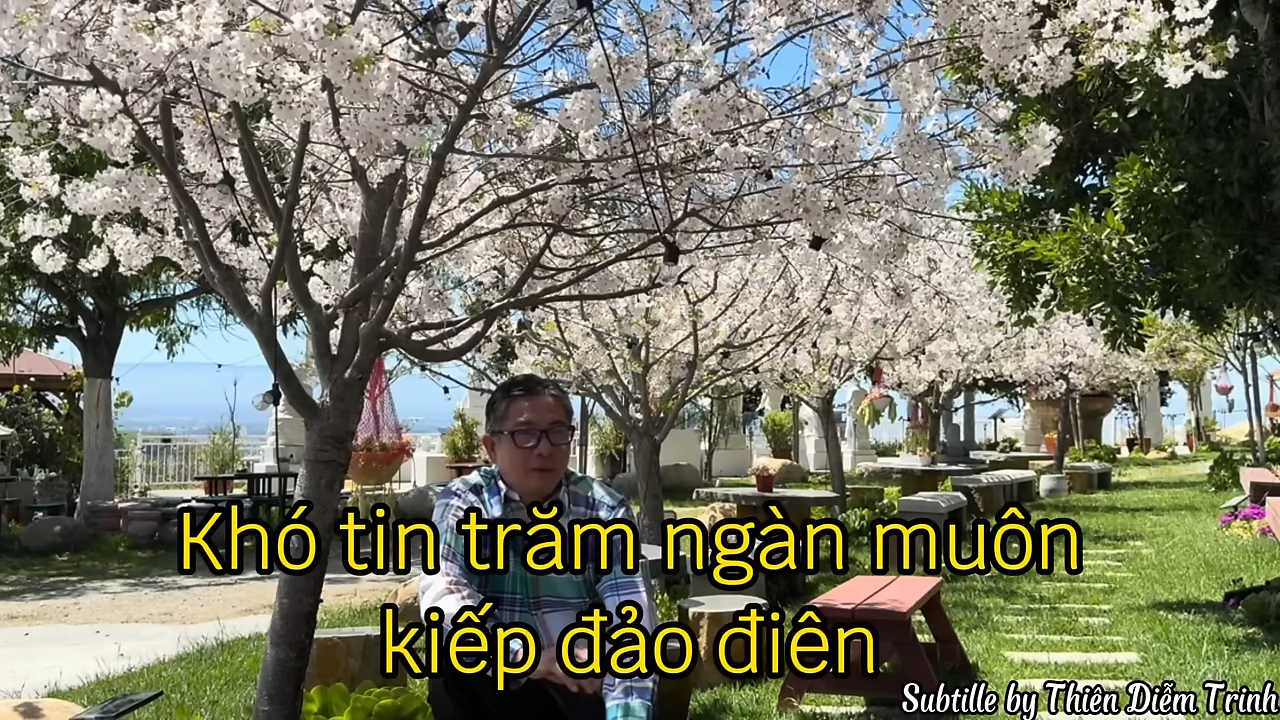 Khó tin trăm ngàn muôn
kiếp đảo điên
Subtille by Thiên Diễm Trinh